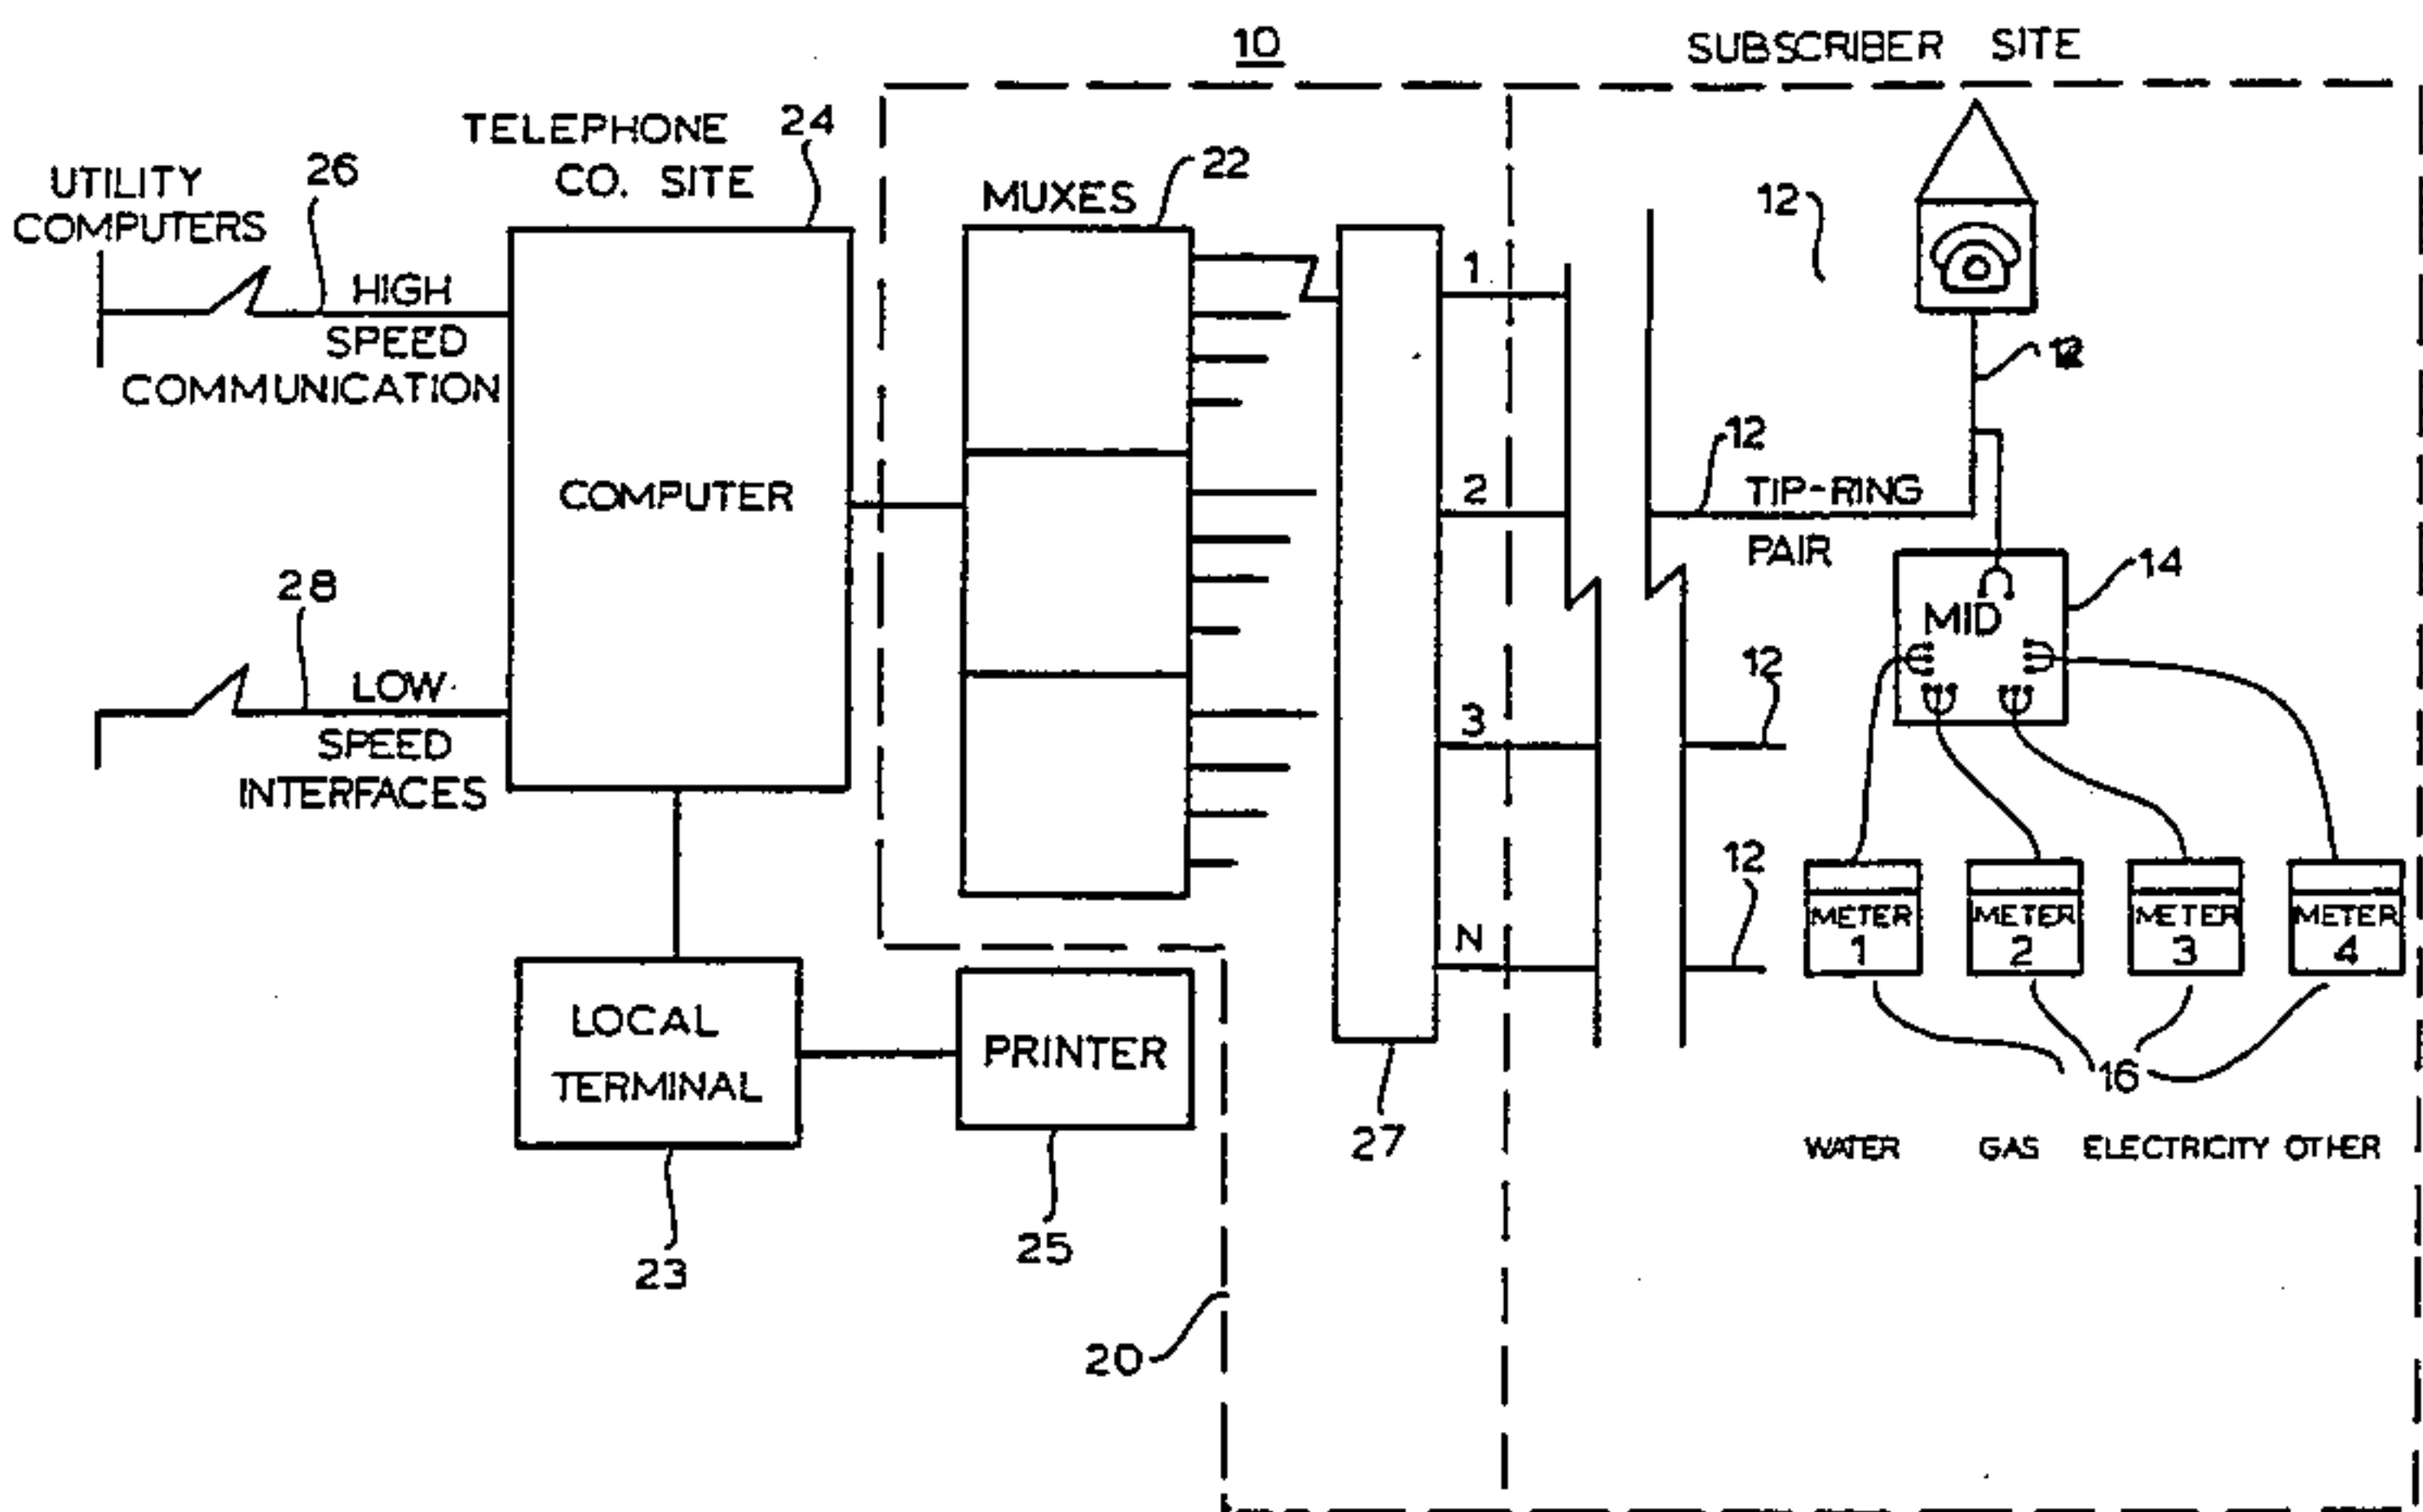 10
SUBSCRIBER SITE
TELEPHONE
CO. SITE
24
UTILITY
COMPUTERS
26
HIGH
SPEED
COMMUNICATION
MUXES
22
COMPUTER
28
LOW
SPEED
INTERFACES
1
2
3
N
12
12
12
TIP-RING
PAIR
MID
14
12
12
METER
1
METER
2
METER
3
METER
4
16
WATER
GAS
ELECTRICITY
OTHER
LOCAL
TERMINAL
PRINTER
23
25
27
20